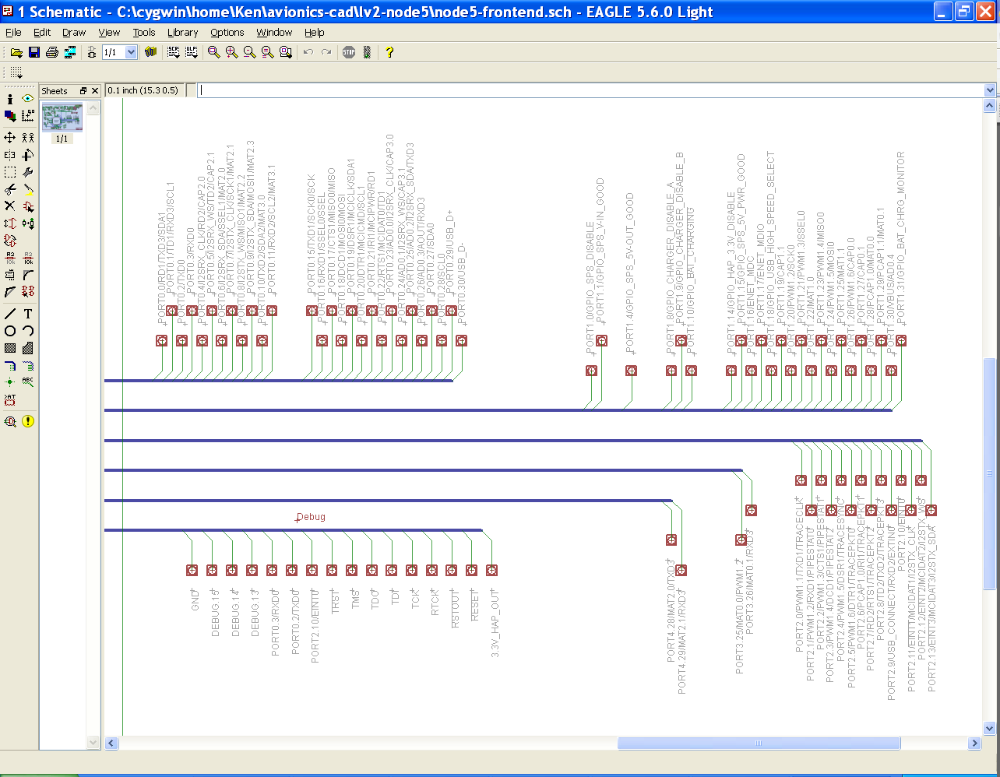 1 Schematic - C:\cygwin\home\Ken\avionics-cad\lv2-node5\node5-frontend.sch - EAGLE 5.6.0 Light
File Edit Draw View Tools Library Options Window Help
1/1
Sheets
0.1 inch (15.3 0.5)
1/1
PORT0.0/RD1/TXD3/SDA1
PORT0.1/TD1/RXD3/SCL1
PORT0.2/TXD0
PORT0.3/RXD0
PORT0.4/I2SRX_CLK/RD2/CAP2.0
PORT0.5/I2SRX_WS/TD2/CAP2.1
PORT0.6/I2SRX_SDA/SSEL1/MAT2.0
PORT0.7/I2STX_CLK/SCK1/MAT2.1
PORT0.8/I2STX_WS/MISO1/MAT2.2
PORT0.9/I2STX_SDA/MOSI1/MAT2.3
PORT0.10/TXD2/SDA2/MAT3.0
PORT0.11/RXD2/SCL2/MAT3.1
PORT0.15/TXD1/SCK0/SCK
PORT0.16/RXD1/SSEL0/SSEL
PORT0.17/CTS1/MISO0/MISO
PORT0.18/DCD1/MOSI0/MOSI
PORT0.19/DSR1/MCICLK/SDA1
PORT0.20/DTR1/MCICMD/SCL1
PORT0.21/RI1/MCIPWR/RD1
PORT0.22/RTS1/MCIDAT0/TD1
PORT0.23/AD0.0/I2SRX_CLK/CAP3.0
PORT0.24/AD0.1/I2SRX_WS/CAP3.1
PORT0.25/AD0.2/I2SRX_SDA/TXD3
PORT0.26/AD0.3/AOUT/RXD3
PORT0.27/SDA0
PORT0.28/SCL0
PORT0.29/USB_D+
PORT0.30/USB_D-
PORT1.0/GPIO_SPS_DISABLE
PORT1.1/GPIO_SPS_V-IN_GOOD
PORT1.4/GPIO_SPS_5V-OUT_GOOD
PORT1.8/GPIO_CHARGER_DISABLE_A
PORT1.9/GPIO_CHARGER_DISABLE_B
PORT1.10/GPIO_BAT_CHARGING
PORT1.14/GPIO_HAP_3.3V_DISABLE
PORT1.15/GPIO_SPS_5V_PWR_GOOD
PORT1.16/ENET_MDC
PORT1.17/ENET_MDIO
PORT1.18/GPIO_USB_HIGH_SPEED_SELECT
PORT1.19/CAP1.1
PORT1.20/PWM1.2/SCK0
PORT1.21/PWM1.3/SSEL0
PORT1.22/MAT1.0
PORT1.23/PWM1.4/MISO0
PORT1.24/PWM1.5/MOSI0
PORT1.25/MAT1.1
PORT1.26/PWM1.6/CAP0.0
PORT1.27/CAP0.1
PORT1.28/PCAP1.0/MAT0.0
PORT1.29/PCAP1.1/MAT0.1
PORT1.30/VBUS/AD0.4
PORT1.31/GPIO_BAT_CHRG_MONITOR
Debug
GND
DEBUG.15
DEBUG.14
DEBUG.13
PORT0.3/RXD0
PORT0.2/TXD0
PORT2.10/EINT0
TRST
TMS
TDO
TDI
TCK
RTCK
RSTOUT
RESET
3.3V_HAP_OUT
PORT4.28/MAT2.0/TXD3
PORT4.29/MAT2.1/RXD3
PORT3.25/MAT0.0/PWM1.2
PORT3.26/MAT0.1/RXD3
PORT2.0/PWM1.1/TXD1/TRACECLK
PORT2.1/PWM1.2/RXD1/PIPESTAT0
PORT2.2/PWM1.3/CTS1/PIPESTAT1
PORT2.3/PWM1.4/DCD1/PIPESTAT2
PORT2.4/PWM1.5/DSR1/TRACESYNC
PORT2.5/PWM1.6/DTR1/TRACEPKT0
PORT2.6/PCAP1.0/RI1/TRACEPKT1
PORT2.7/RD2/RTS1/TRACEPKT2
PORT2.8/TD2/TXD2/TRACEPKT3
PORT2.9/USB_CONNECT/RXD2/EXTIN0
PORT2.10/EINT0
PORT2.11/EINT1/MCIDAT1/I2STX_CLK
PORT2.12/EINT2/MCIDAT2/I2STX_WS
PORT2.13/EINT3/MCIDAT3/I2STX_SDA